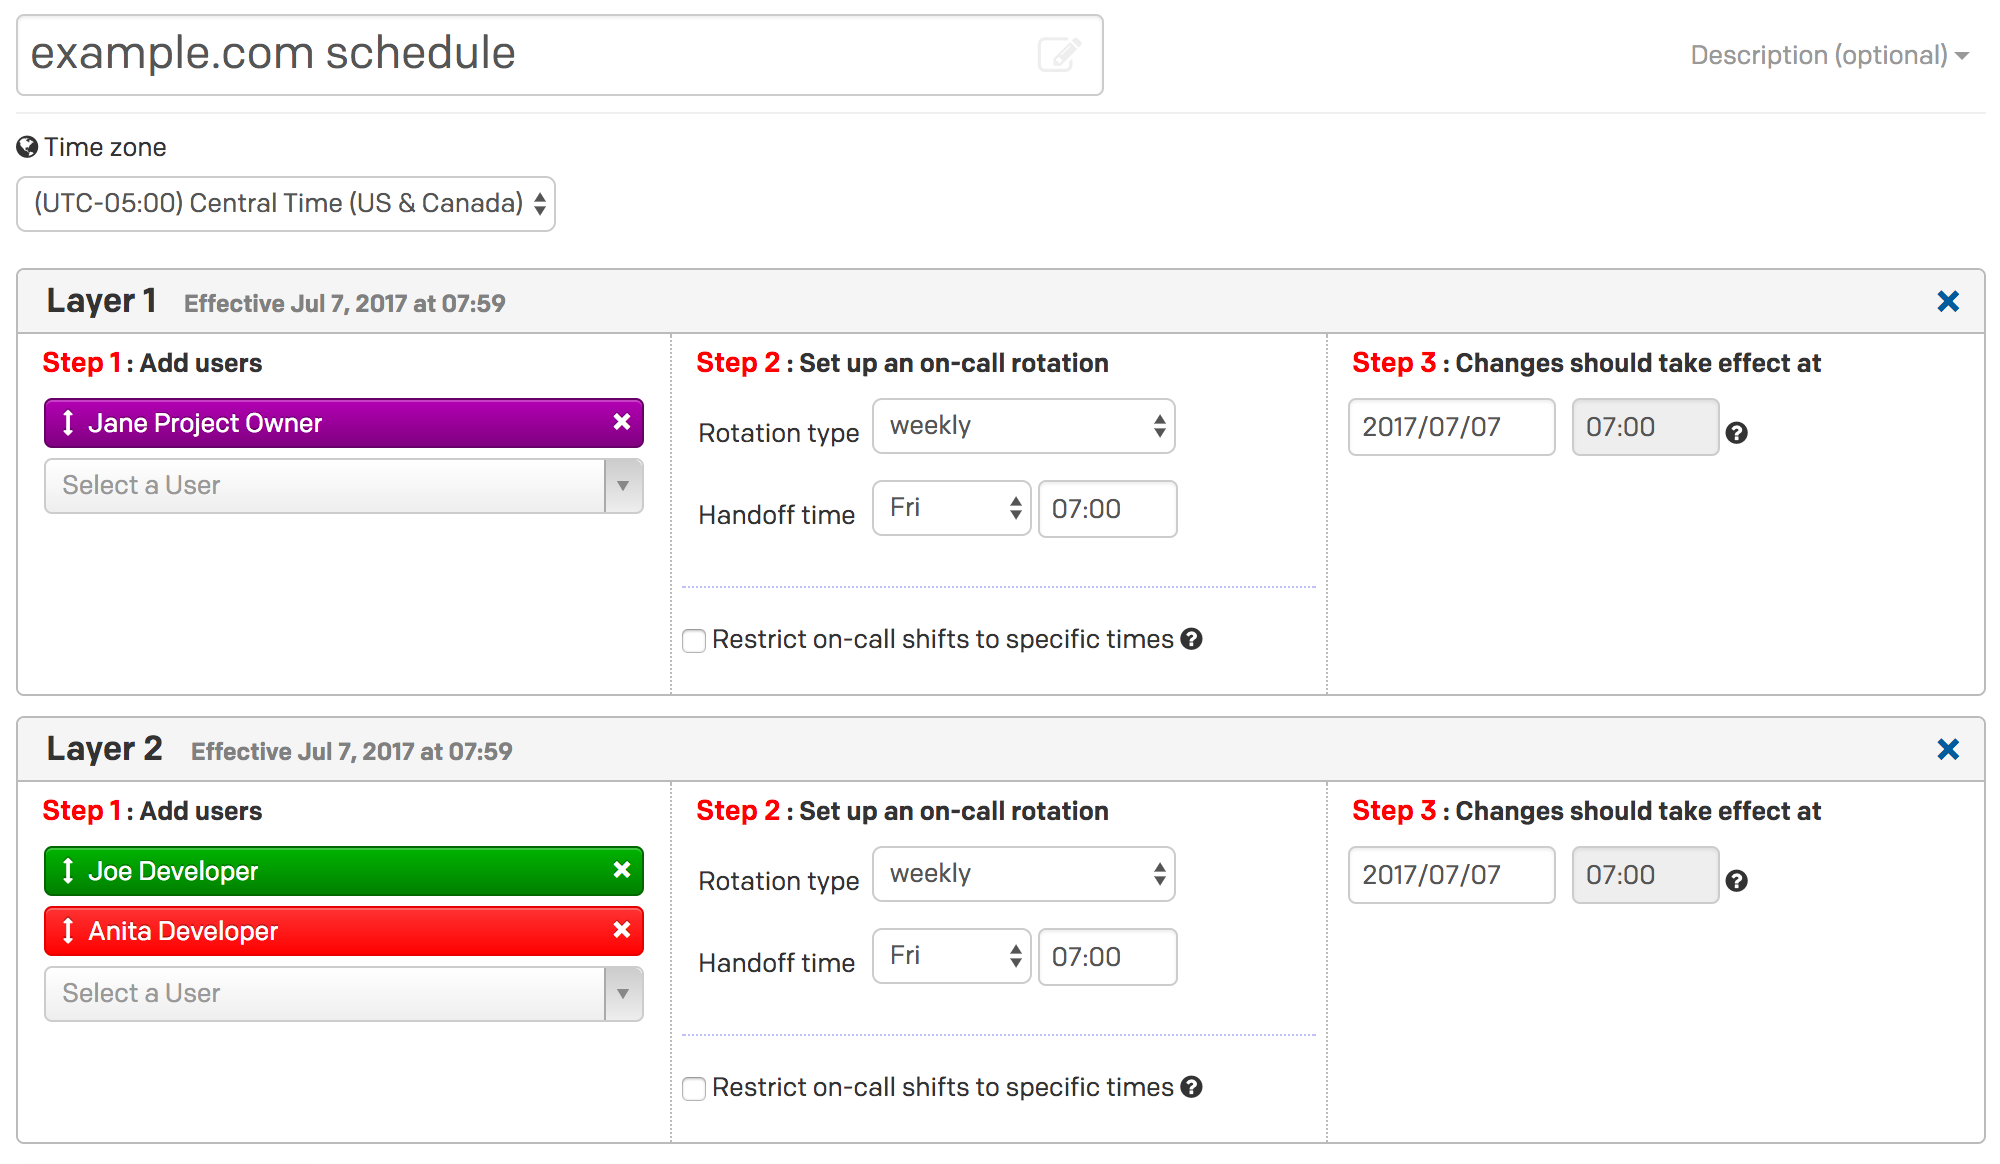 example.com schedule
Description (optional)
Time zone
(UTC-05:00) Central Time (US & Canada)
Layer 1 Effective Jul 7, 2017 at 07:59
Step 1 : Add users
Jane Project Owner
Select a User
Step 2 : Set up an on-call rotation
Rotation type weekly
Handoff time Fri 07:00
Restrict on-call shifts to specific times
Step 3 : Changes should take effect at
2017/07/07 07:00
Layer 2 Effective Jul 7, 2017 at 07:59
Step 1 : Add users
Joe Developer
Anita Developer
Select a User
Step 2 : Set up an on-call rotation
Rotation type weekly
Handoff time Fri 07:00
Restrict on-call shifts to specific times
Step 3 : Changes should take effect at
2017/07/07 07:00